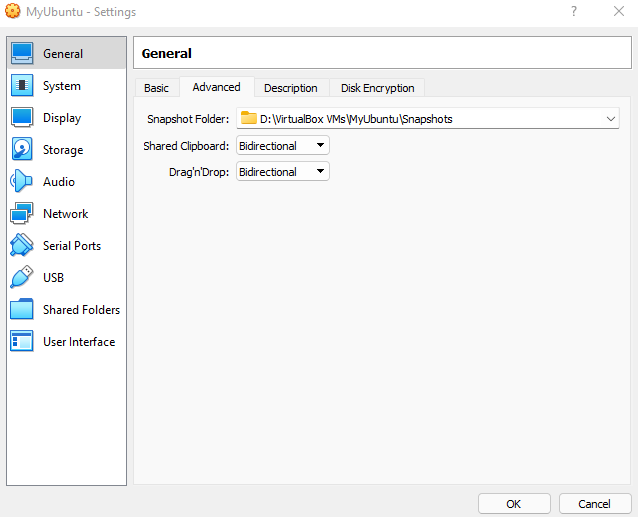 MyUbuntu - Settings
?
General
System
Display
Storage
Audio
Network
Serial Ports
USB
Shared Folders
User Interface
General
Basic Advanced Description Disk Encryption
Snapshot Folder: D:\VirtualBox VMs\MyUbuntu\Snapshots
Shared Clipboard: Bidirectional
Drag'n'Drop: Bidirectional
OK Cancel